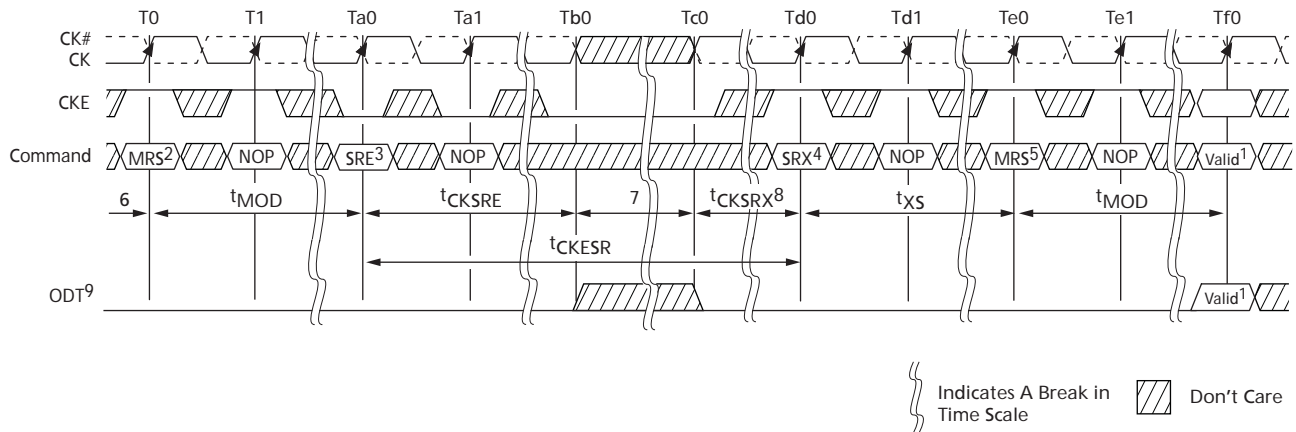 T0 T1 Ta0 Ta1 Tb0 Tc0 Td0 Td1 Te0 Te1 Tf0
CK#
CK
CKE
Command MRS2 NOP SRE3 NOP SRX4 NOP MRS5 NOP Valid1
6 tMOD tCKSRE 7 tCKSRX8 tXS tMOD
tCKESR
ODT9 Valid1
Indicates A Break in
Time Scale
Don't Care